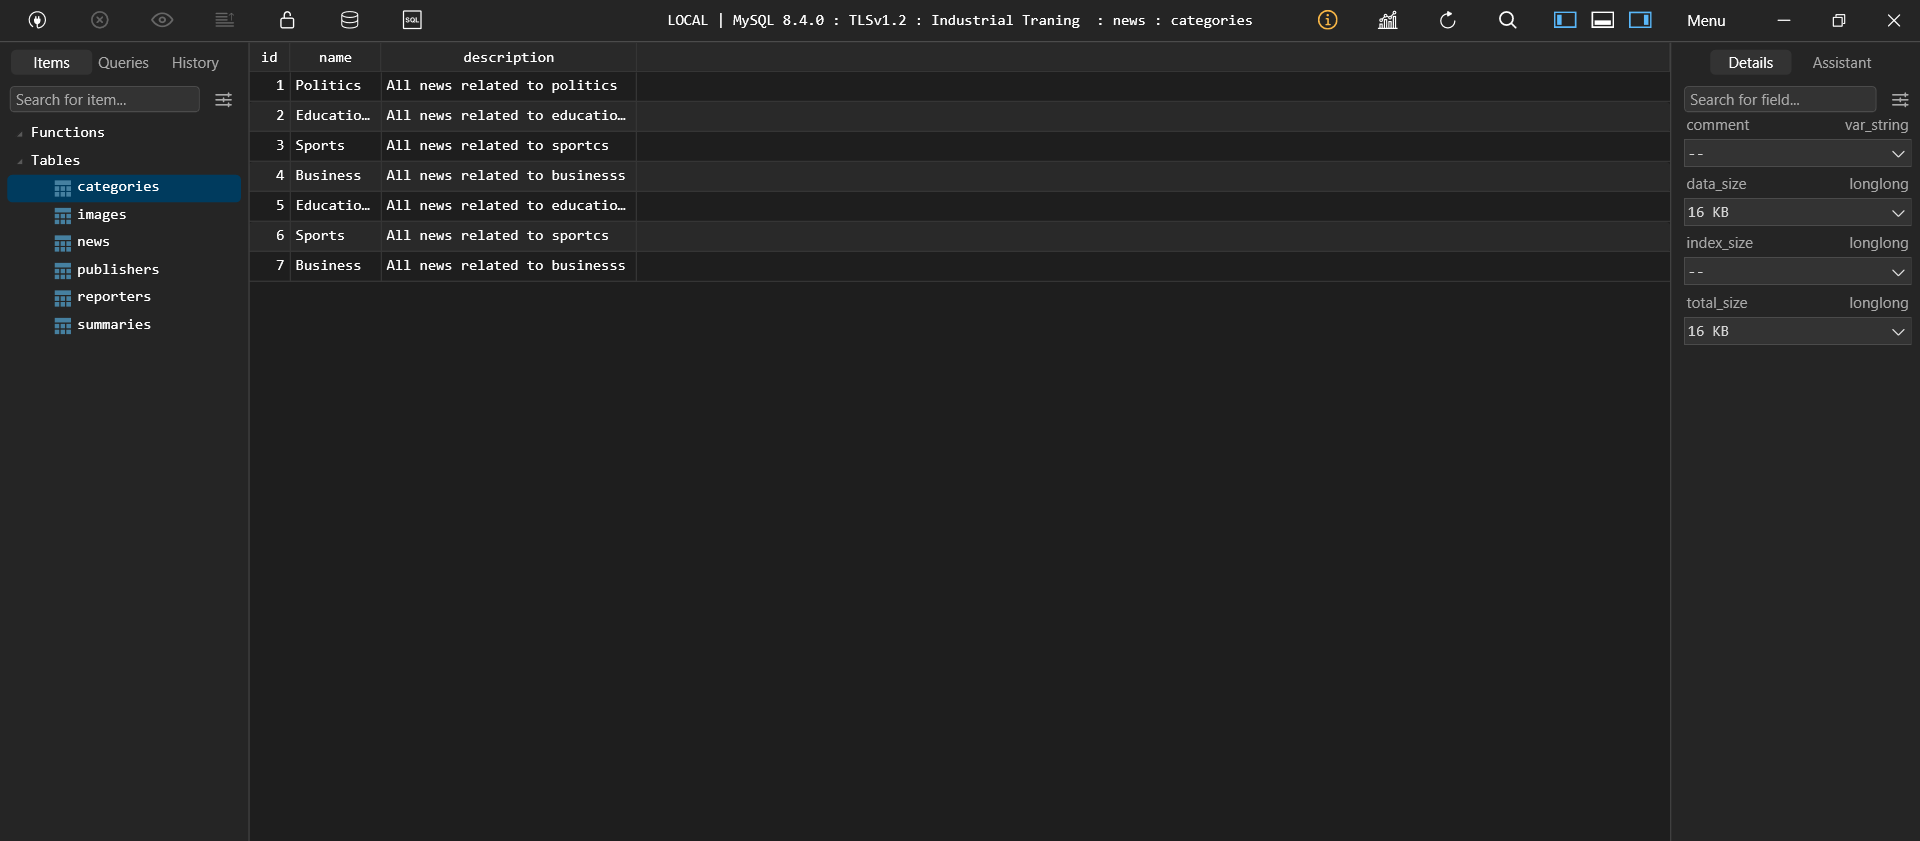 SQL LOCAL | MySQL 8.4.0 : TLSv1.2 : Industrial Traning : news : categories Menu
Items Queries History
Search for item...
Functions
Tables
categories
images
news
publishers
reporters
summaries
id name description
1 Politics All news related to politics
2 Educatio… All news related to educatio…
3 Sports All news related to sportcs
4 Business All news related to businesss
5 Educatio… All news related to educatio…
6 Sports All news related to sportcs
7 Business All news related to businesss
Details Assistant
Search for field...
comment var_string
--
data_size longlong
16 KB
index_size longlong
--
total_size longlong
16 KB